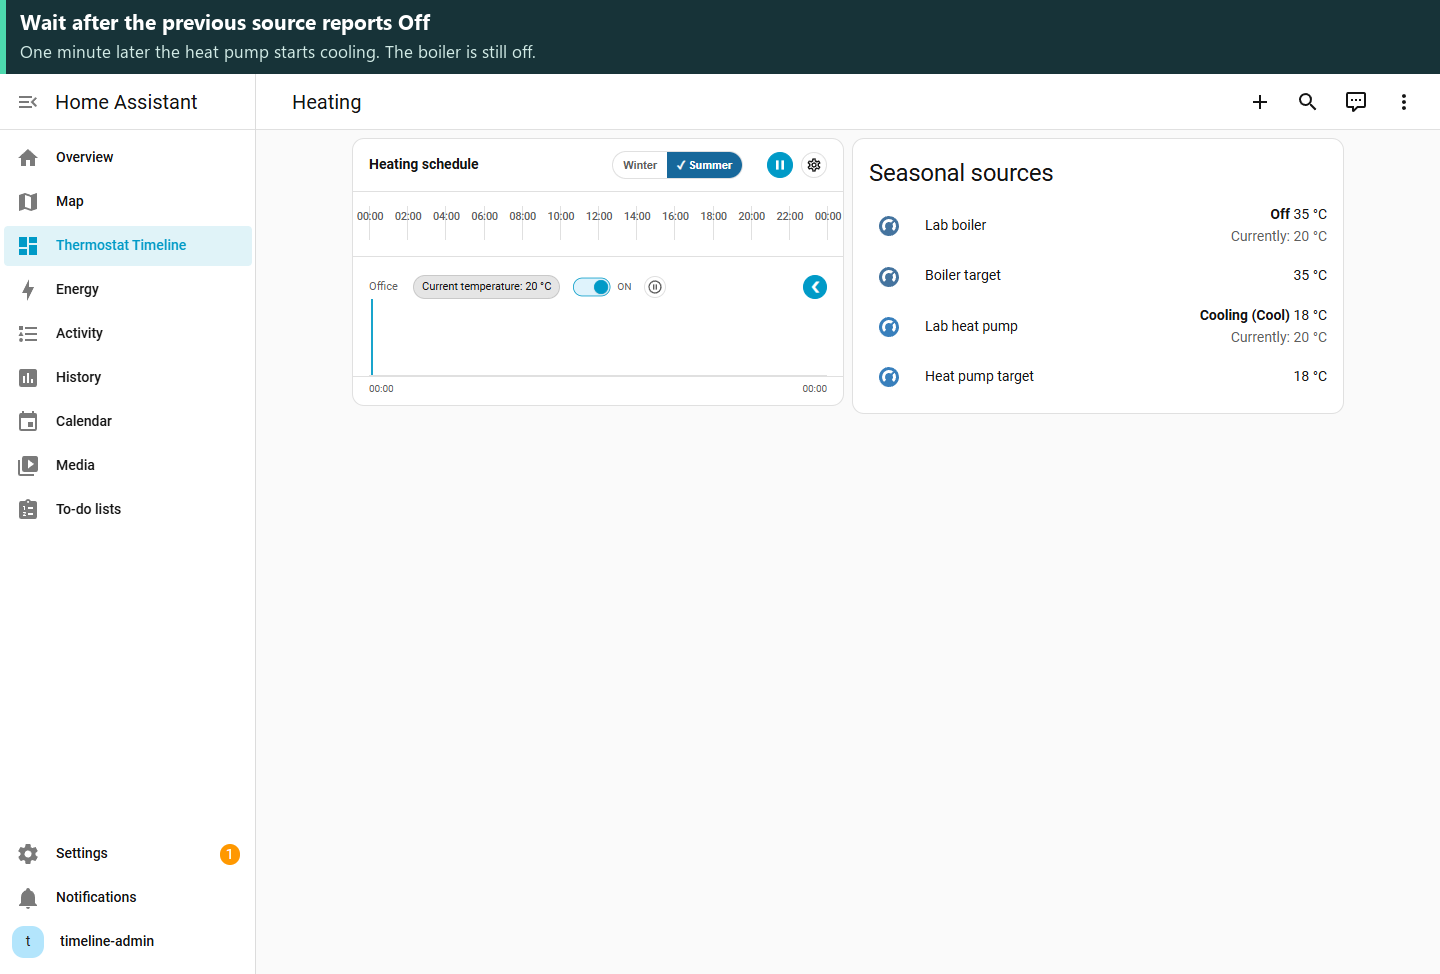 Wait after the previous source reports Off
One minute later the heat pump starts cooling. The boiler is still off.
Home Assistant
Heating
Overview
Map
Thermostat Timeline
Energy
Activity
History
Calendar
Media
To-do lists
Settings 1
Notifications
t timeline-admin
Heating schedule Winter ✓ Summer
00:00 02:00 04:00 06:00 08:00 10:00 12:00 14:00 16:00 18:00 20:00 22:00 00:00
Office Current temperature: 20 °C ON
00:00 00:00
Seasonal sources
Lab boiler Off 35 °C
Currently: 20 °C
Boiler target 35 °C
Lab heat pump Cooling (Cool) 18 °C
Currently: 20 °C
Heat pump target 18 °C